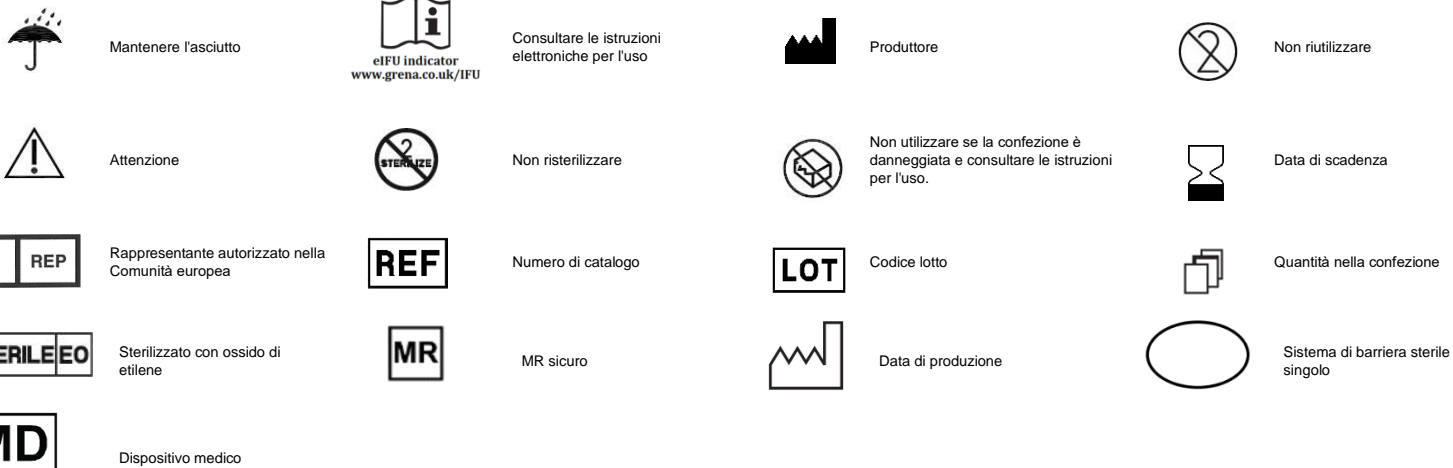 Mantenere l'asciutto
i
eIFU indicator
www.grena.co.uk/IFU
Consultare le istruzioni
elettroniche per l'uso
Produttore
2
Non riutilizzare
!
Attenzione
2
STERILIZE
Non risterilizzare
Non utilizzare se la confezione è
danneggiata e consultare le istruzioni
per l'uso.
Data di scadenza
REP
Rappresentante autorizzato nella
Comunità europea
REF
Numero di catalogo
LOT
Codice lotto
Quantità nella confezione
ERILE EO
Sterilizzato con ossido di
etilene
MR
MR sicuro
Data di produzione
Sistema di barriera sterile
singolo
MD
Dispositivo medico